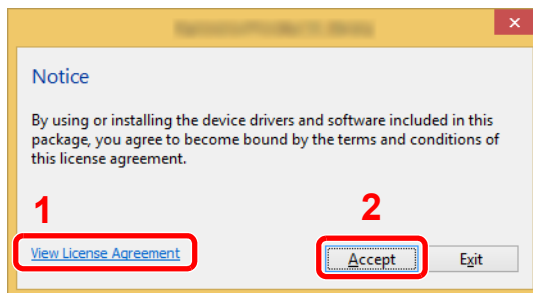 Notice
By using or installing the device drivers and software included in this
package, you agree to become bound by the terms and conditions of
this license agreement.
1
2
View License Agreement
Accept
Exit